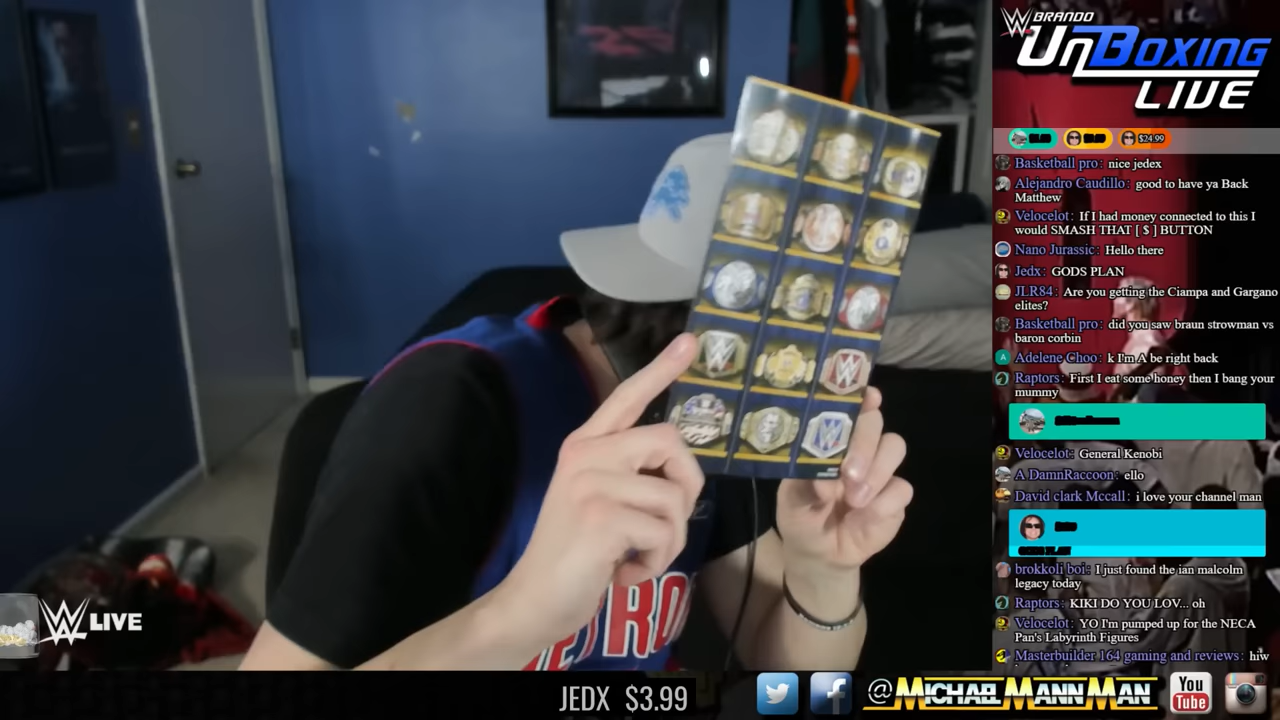 W BRANDO
UNBOXING
LIVE
$24.99
Basketball pro: nice jedex
Alejandro Caudillo: good to have ya Back
Matthew
Velocelot: If I had money connected to this I
would SMASH THAT [ $ ] BUTTON
Nano Jurassic: Hello there
Jedx: GODS PLAN
JLR84: Are you getting the Ciampa and Gargano
elites?
Basketball pro: did you saw braun strowman vs
baron corbin
Adelene Choo: k I'm A be right back
Raptors: First I eat some honey then I bang your
mummy
Velocelot: General Kenobi
A DamnRaccoon: ello
David clark Mccall: i love your channel man
brokkoli boi: I just found the ian malcolm
legacy today
Raptors: KIKI DO YOU LOV... oh
Velocelot: YO I'm pumped up for the NECA
Pan's Labyrinth Figures
Masterbuilder 164 gaming and reviews: hiw
W LIVE
JEDX $3.99
@MICHAELMANNMAN
You
Tube